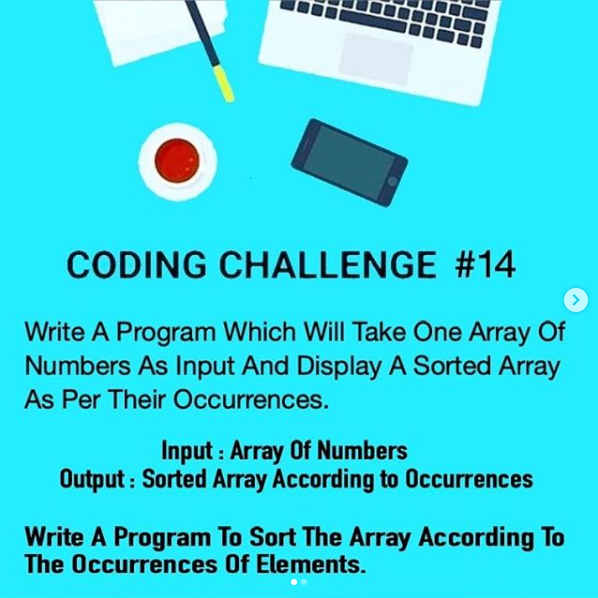 CODING CHALLENGE #14
Write A Program Which Will Take One Array Of
Numbers As Input And Display A Sorted Array
As Per Their Occurrences.
Input : Array Of Numbers
Output : Sorted Array According to Occurrences
Write A Program To Sort The Array According To
The Occurrences Of Elements.